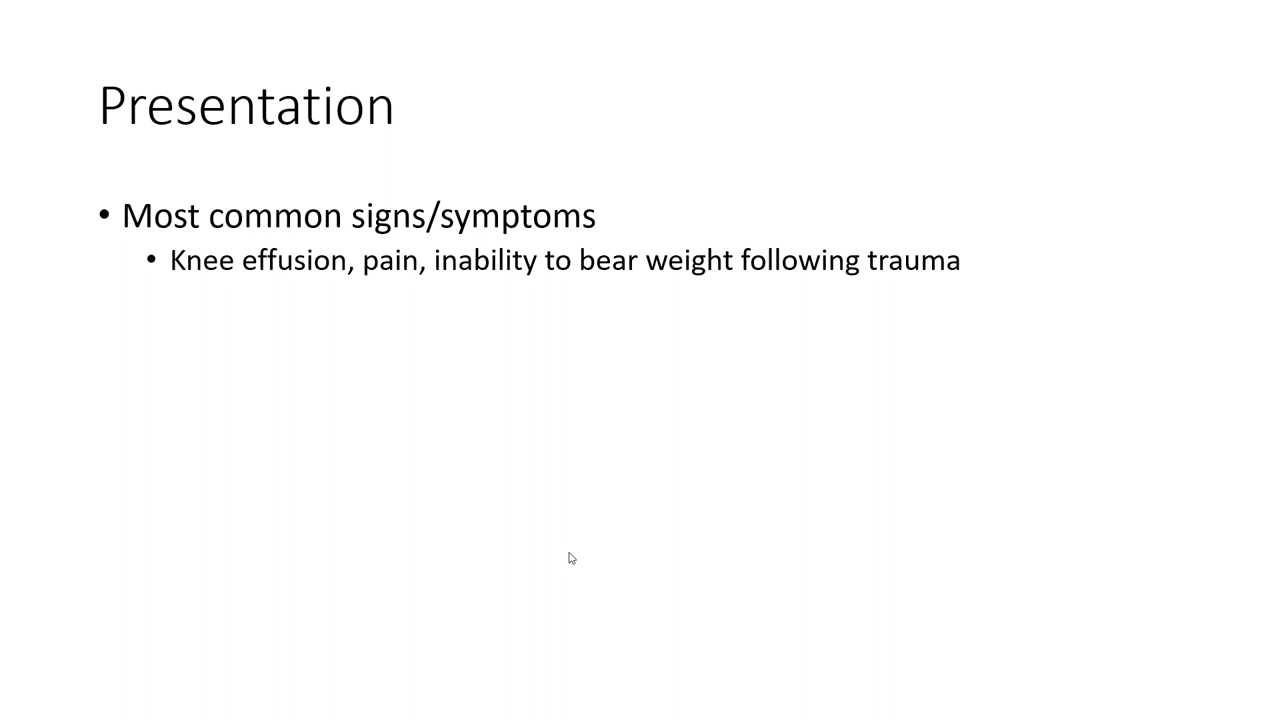 Presentation
• Most common signs/symptoms
• Knee effusion, pain, inability to bear weight following trauma